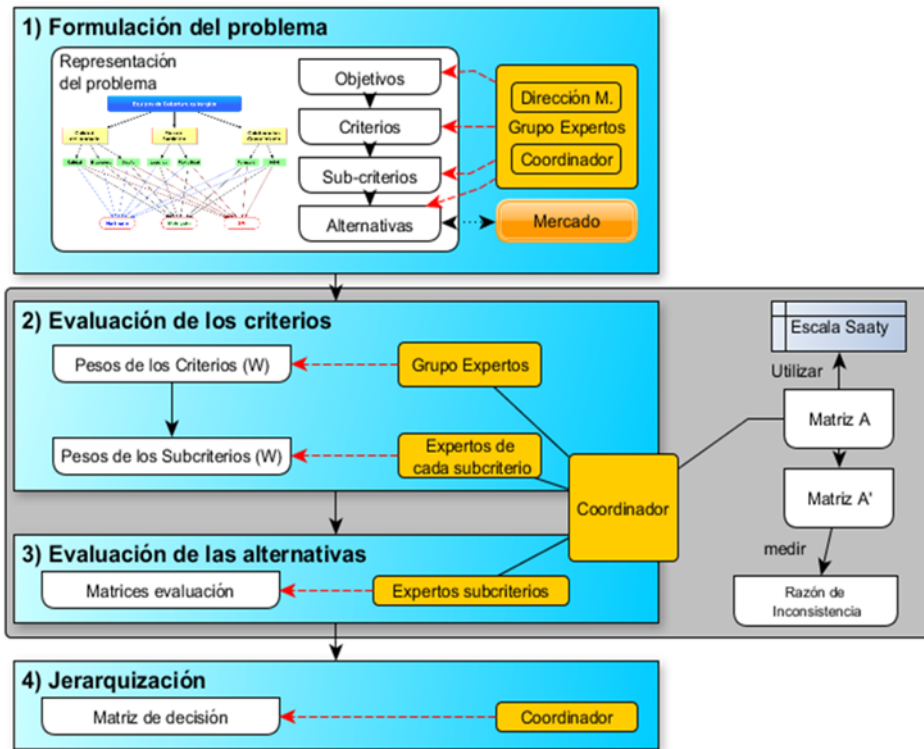 1) Formulación del problema
Representación
del problema
Objetivos
Criterios
Sub-criterios
Alternativas
Dirección M.
Grupo Expertos
Coordinador
Mercado
2) Evaluación de los criterios
Pesos de los Criterios (W)
Grupo Expertos
Pesos de los Subcriterios (W)
Expertos de
cada subcriterio
Coordinador
Escala Saaty
Utilizar
Matriz A
Matriz A'
medir
Razón de
Inconsistencia
3) Evaluación de las alternativas
Matrices evaluación
Expertos subcriterios
4) Jerarquización
Matriz de decisión
Coordinador